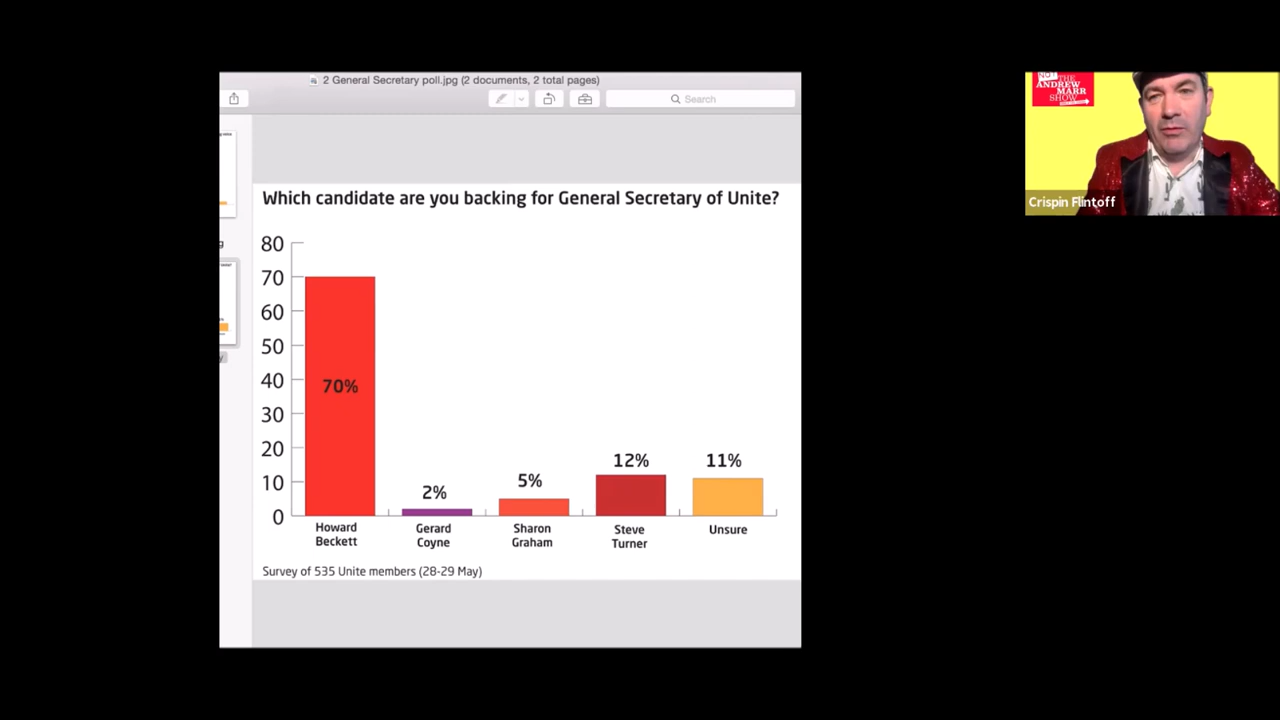 2 General Secretary poll.jpg (2 documents, 2 total pages)
Search
Which candidate are you backing for General Secretary of Unite?
80
70
60
50
40
30
20
10
0
70%
2%
5%
12%
11%
Howard
Beckett
Gerard
Coyne
Sharon
Graham
Steve
Turner
Unsure
Survey of 535 Unite members (28-29 May)
NOT
THE
ANDREW
MARR
SHOW
Crispin Flintoff